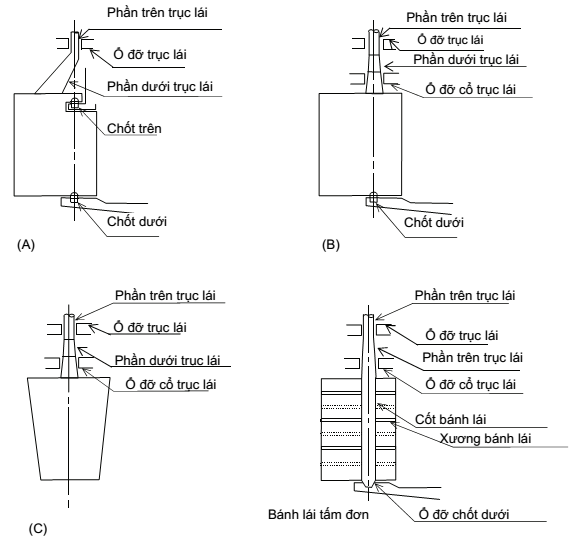 Phần trên trục lái
Ổ đỡ trục lái
Phần dưới trục lái
Chốt trên
Chốt dưới
(A)
Phần trên trục lái
Ổ đỡ trục lái
Phần dưới trục lái
Ổ đỡ cổ trục lái
Chốt dưới
(B)
Phần trên trục lái
Ổ đỡ trục lái
Phần dưới truc lái
Ổ đỡ cổ trục lái
(C)
Phần trên trục lái
Ổ đỡ trục lái
Phần trên trục lái
Ổ đỡ cổ trục lái
Cốt bánh lái
Xương bánh lái
Bánh lái tấm đơn
Ổ đỡ chốt dưới